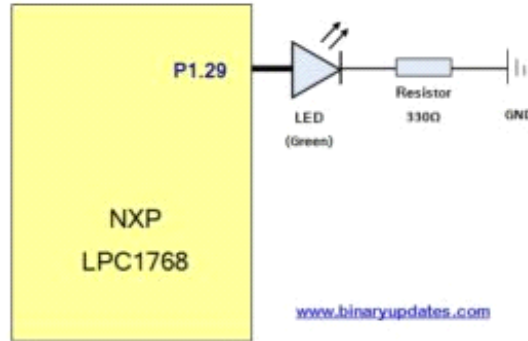 P1.29
Resistor
330Ω
LED
(Green)
GND
NXP
LPC1768
www.binaryupdates.com